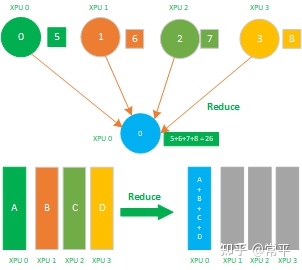 XPU 0 XPU 1 XPU 2 XPU 3
0 5 1 6 2 7 3 8
Reduce
XPU 0 0 5+6+7+8 = 26
A B C D Reduce A + B + C + D
XPU 0 XPU 1 XPU 2 XPU 3 XPU 0 XPU 1 XPU 2 XPU 3
知乎 @常平